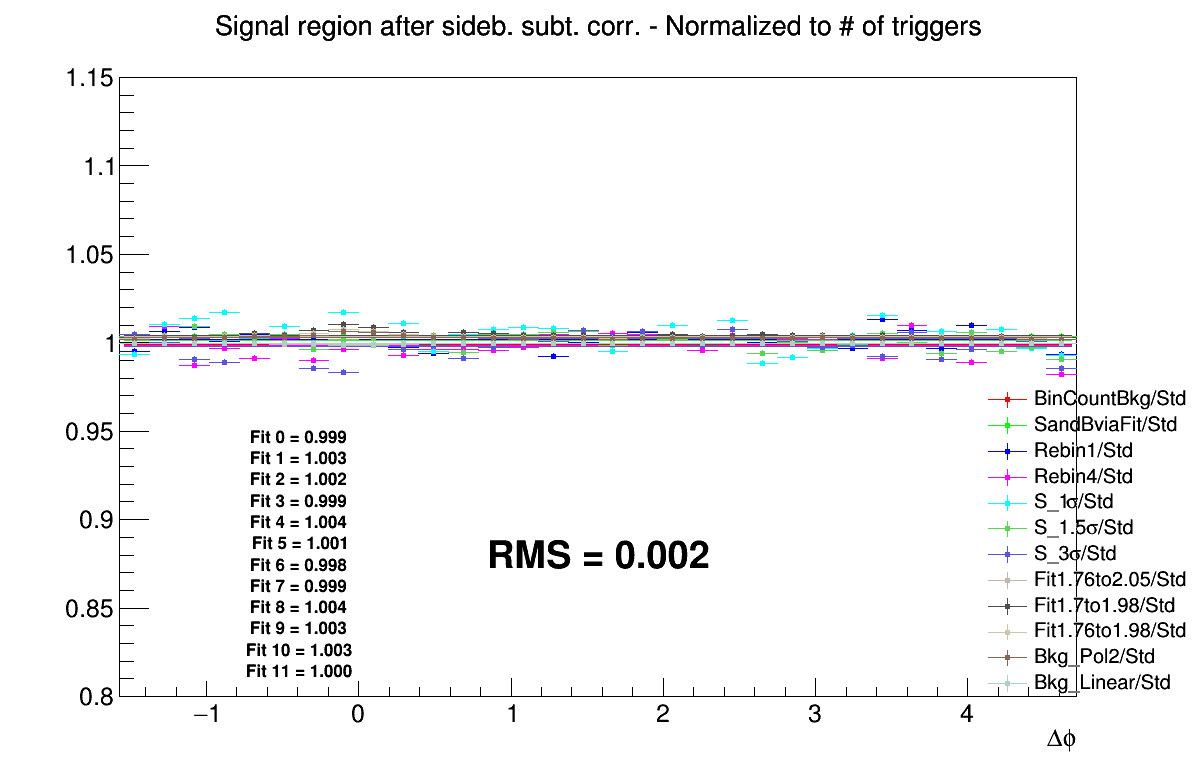 Signal region after sideb. subt. corr. - Normalized to # of triggers
1.15
1.1
1.05
1
0.95
0.9
0.85
0.8
Fit 0 = 0.999
Fit 1 = 1.003
Fit 2 = 1.002
Fit 3 = 0.999
Fit 4 = 1.004
Fit 5 = 1.001
Fit 6 = 0.998
Fit 7 = 0.999
Fit 8 = 1.004
Fit 9 = 1.003
Fit 10 = 1.003
Fit 11 = 1.000
RMS = 0.002
BinCountBkg/Std
SandBviaFit/Std
Rebin1/Std
Rebin4/Std
S_1σ/Std
S_1.5σ/Std
S_3σ/Std
Fit1.76to2.05/Std
Fit1.7to1.98/Std
Fit1.76to1.98/Std
Bkg_Pol2/Std
Bkg_Linear/Std
−1 0 1 2 3 4
Δϕ